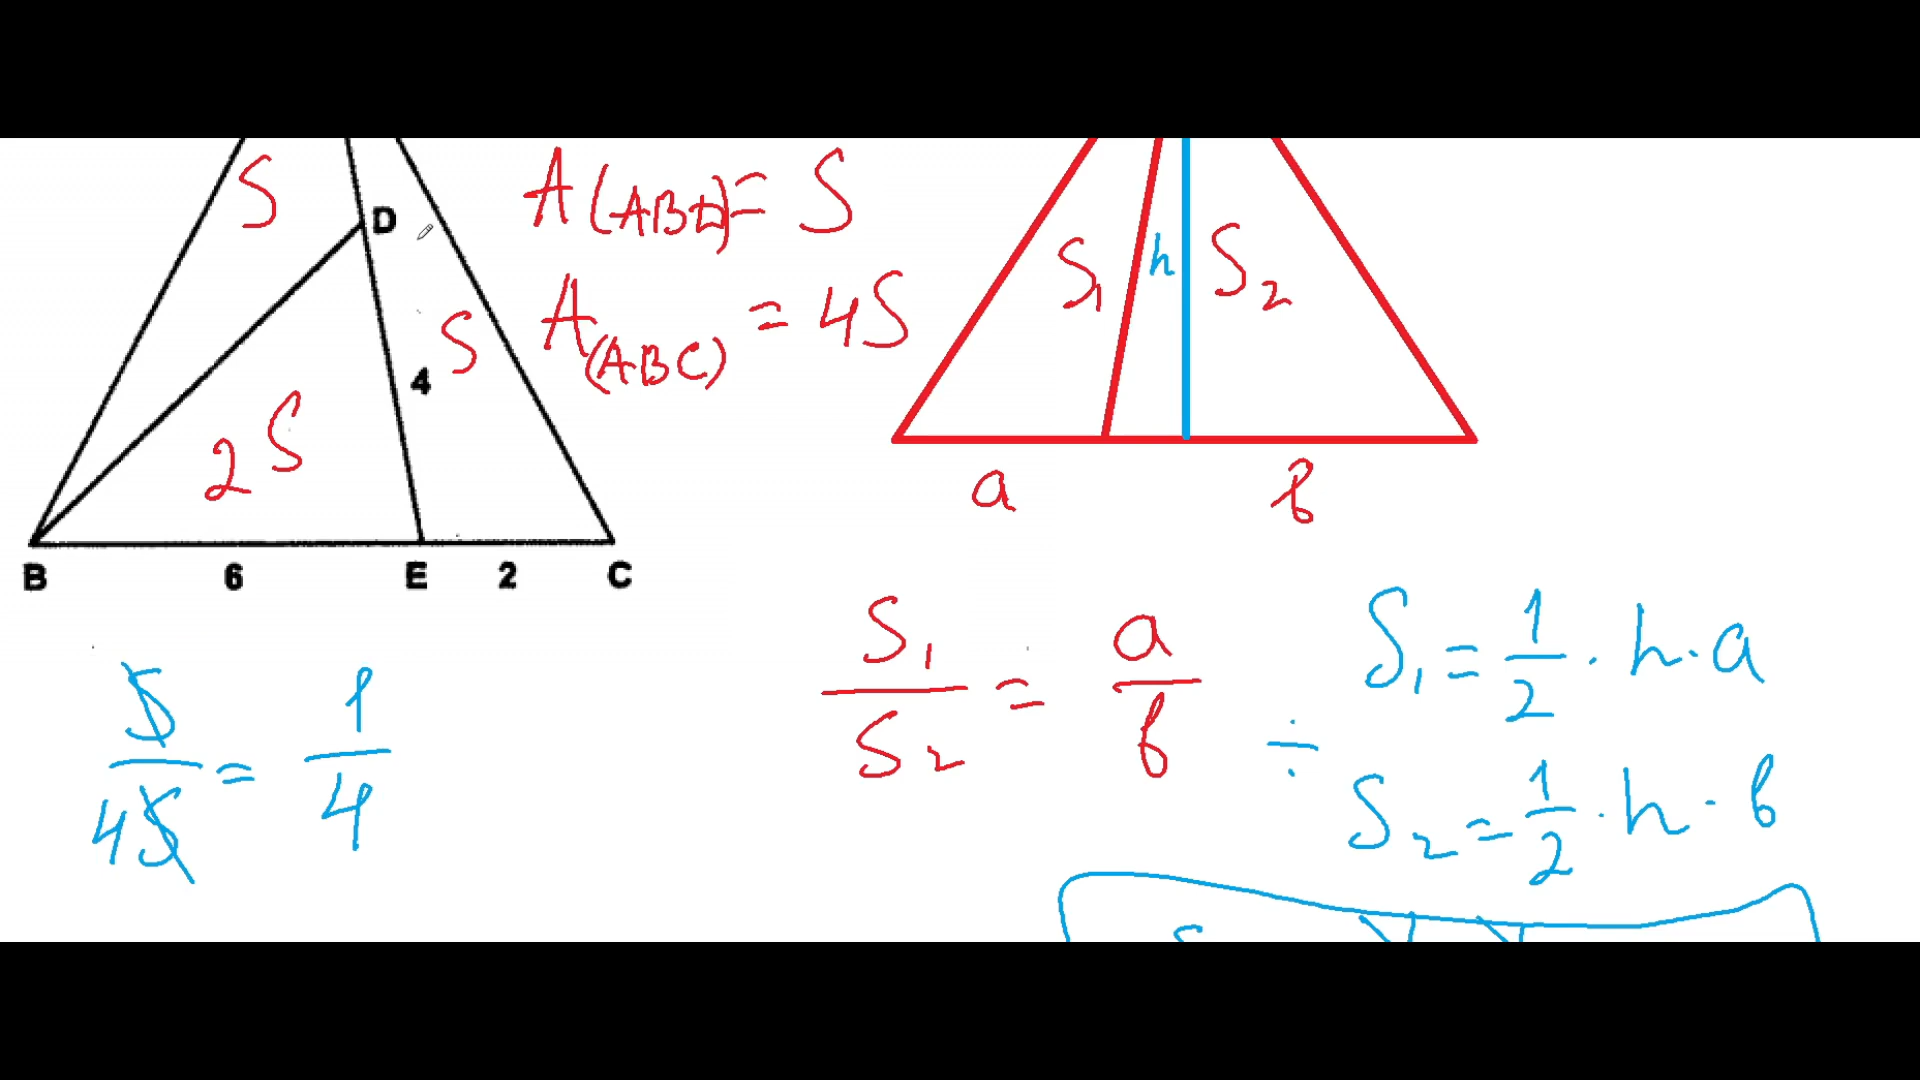 S
D
S
4
2S
B 6 E 2 C
A(ABD) = S
A(ABC) = 4S
S1 h S2
a b
S/4S = 1/4
S1/S2 = a/b
÷
S1 = 1/2 · h · a
S2 = 1/2 · h · b